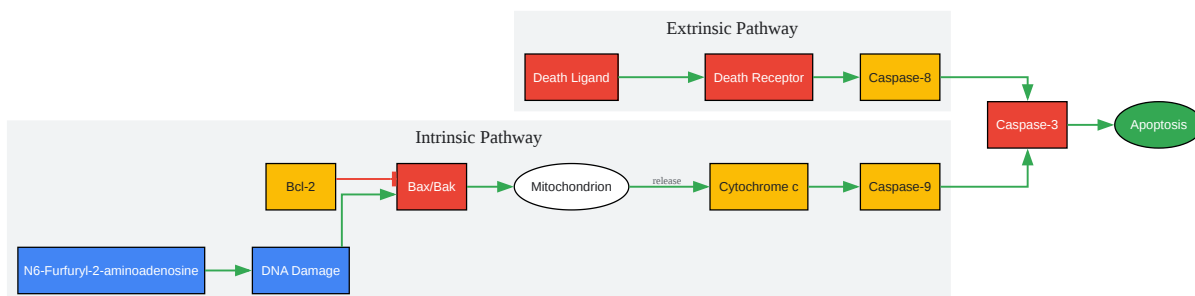 Extrinsic Pathway
Death Ligand
Death Receptor
Caspase-8
Caspase-3
Apoptosis
Intrinsic Pathway
Bcl-2
Bax/Bak
Mitochondrion
release
Cytochrome c
Caspase-9
N6-Furfuryl-2-aminoadenosine
DNA Damage